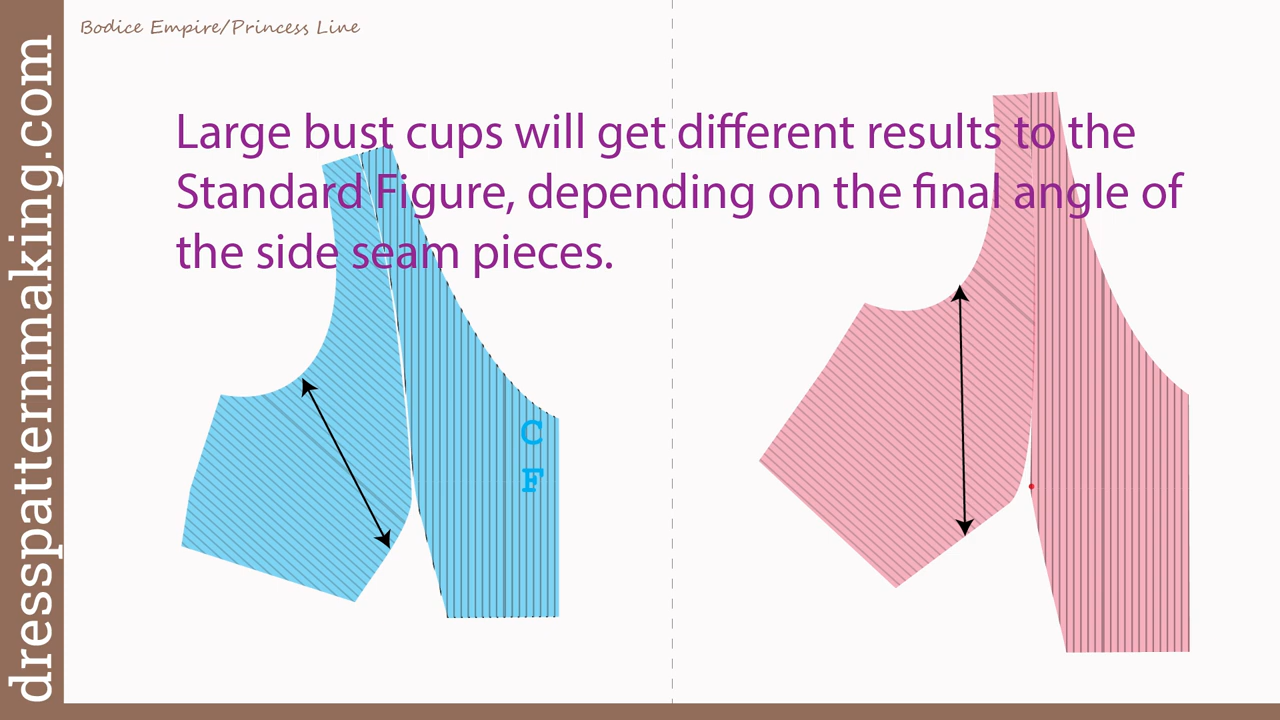 Bodice Empire/Princess Line
dresspatternmaking.com
Large bust cups will get different results to the
Standard Figure, depending on the final angle of
the side seam pieces.
C
F